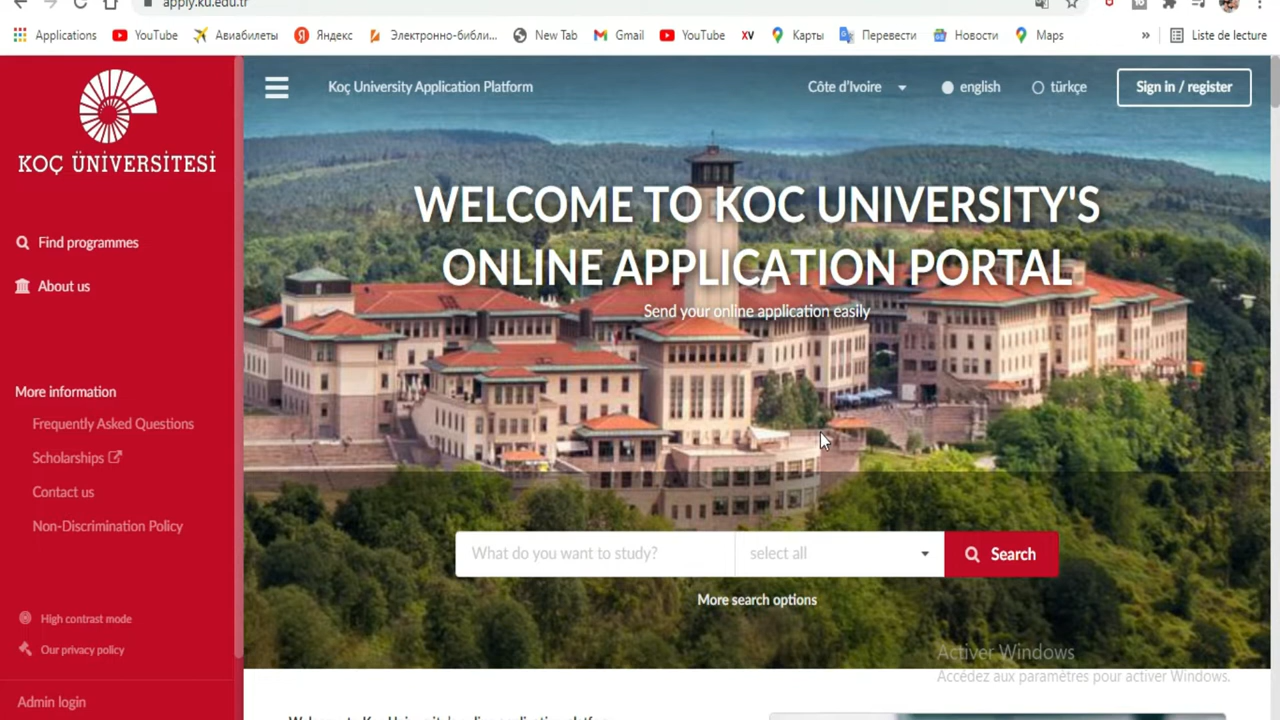 apply.ku.edu.tr
Applications
YouTube
Авиабилеты
Яндекс
Электронно-библи...
New Tab
Gmail
YouTube
XV
Карты
Перевести
Новости
Maps
»
Liste de lecture
KOÇ ÜNİVERSİTESİ
Find programmes
About us
More information
Frequently Asked Questions
Scholarships
Contact us
Non-Discrimination Policy
High contrast mode
Our privacy policy
Admin login
Koç University Application Platform
Côte d'Ivoire
english
türkçe
Sign in / register
WELCOME TO KOC UNIVERSITY'S
ONLINE APPLICATION PORTAL
Send your online application easily
What do you want to study?
select all
Search
More search options
Activer Windows
Accédez aux paramètres pour activer Windows.